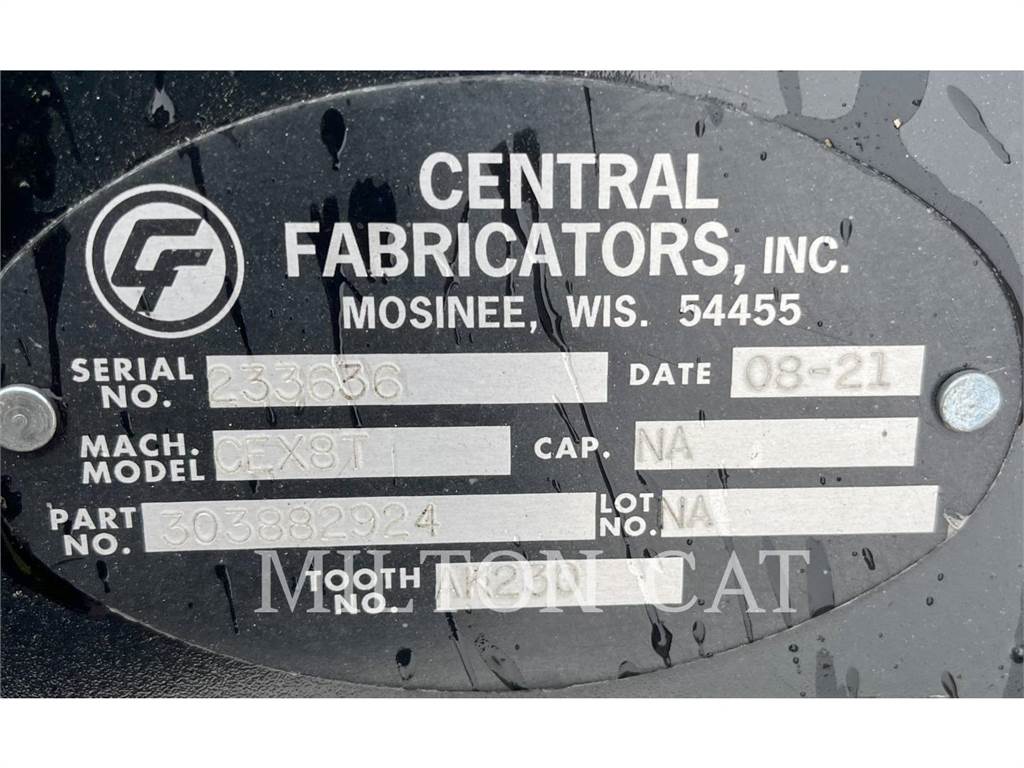 CENTRAL
FABRICATORS, INC.
MOSINEE, WIS. 54455
SERIAL NO. 233636 DATE 08-21
MACH. MODEL CEX8T CAP. NA
PART NO. 303882924 LOT NO. NA
TOOTH NO. AK230
MILTON CAT